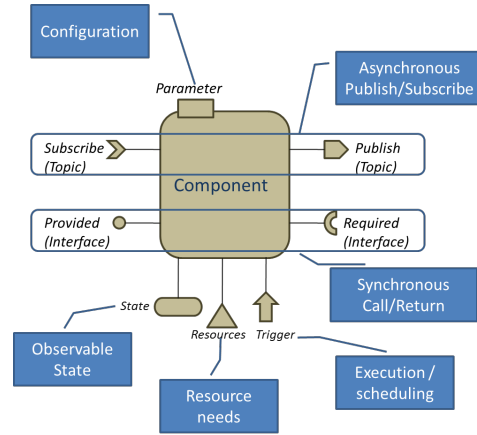 Configuration
Asynchronous
Publish/Subscribe
Parameter
Subscribe
(Topic)
Publish
(Topic)
Component
Provided
(Interface)
Required
(Interface)
Synchronous
Call/Return
State
Resources
Trigger
Observable
State
Resource
needs
Execution /
scheduling